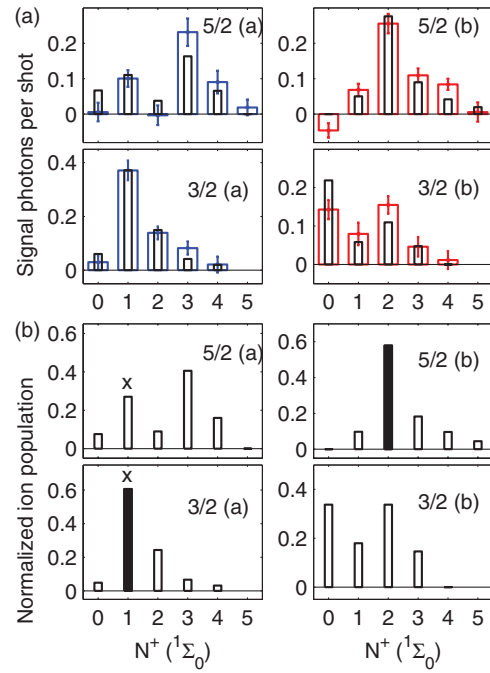 (a)
Signal photons per shot
5/2 (a)
0.2
0.1
0
5/2 (b)
0.2
0.1
0
3/2 (a)
0.4
0.2
0
0 1 2 3 4 5
3/2 (b)
0.2
0.1
0
0 1 2 3 4 5
(b)
Normalized ion population
5/2 (a)
x
0.6
0.4
0.2
0
5/2 (b)
0.6
0.4
0.2
0
3/2 (a)
x
0.6
0.4
0.2
0
0 1 2 3 4 5
N⁺ (¹Σ₀)
3/2 (b)
0.4
0.2
0
0 1 2 3 4 5
N⁺ (¹Σ₀)